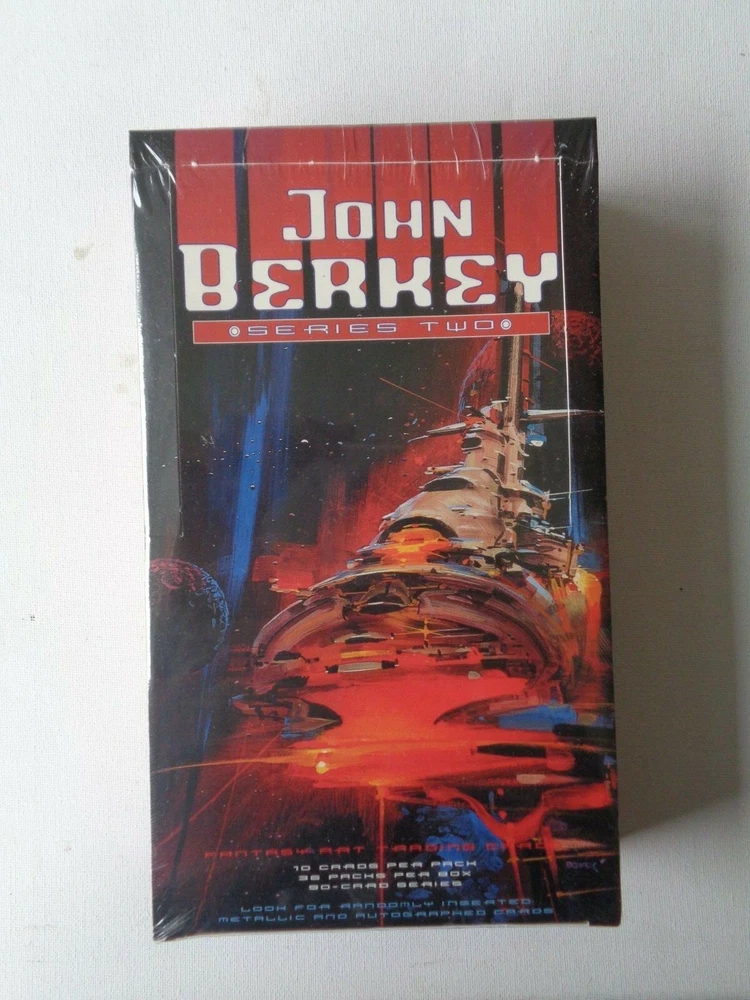 JOHN
BERKEY
SERIES TWO
FANTASY ART TRADING CARDS
10 CARDS PER PACK
36 PACKS PER BOX
90-CARD SERIES
LOOK FOR RANDOMLY INSERTED
METALLIC AND AUTOGRAPHED CARDS